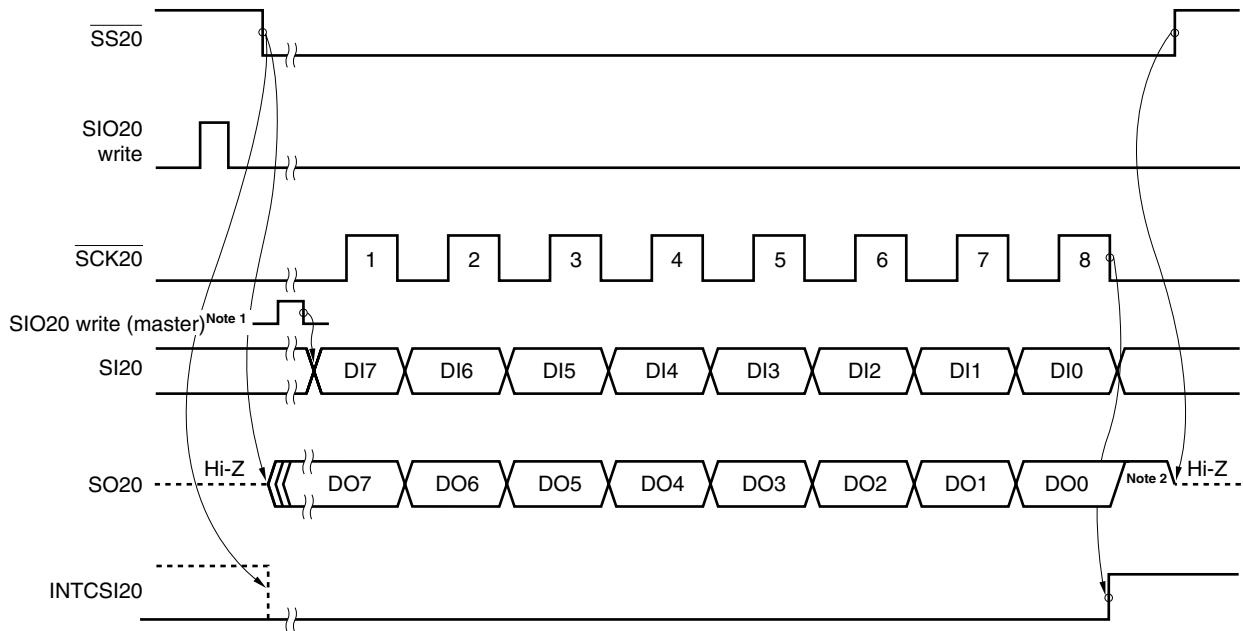 SS20
SIO20
write
SCK20
1 2 3 4 5 6 7 8
SIO20 write (master)Note 1
SI20
DI7 DI6 DI5 DI4 DI3 DI2 DI1 DI0
SO20
Hi-Z
DO7 DO6 DO5 DO4 DO3 DO2 DO1 DO0
Note 2
Hi-Z
INTCSI20